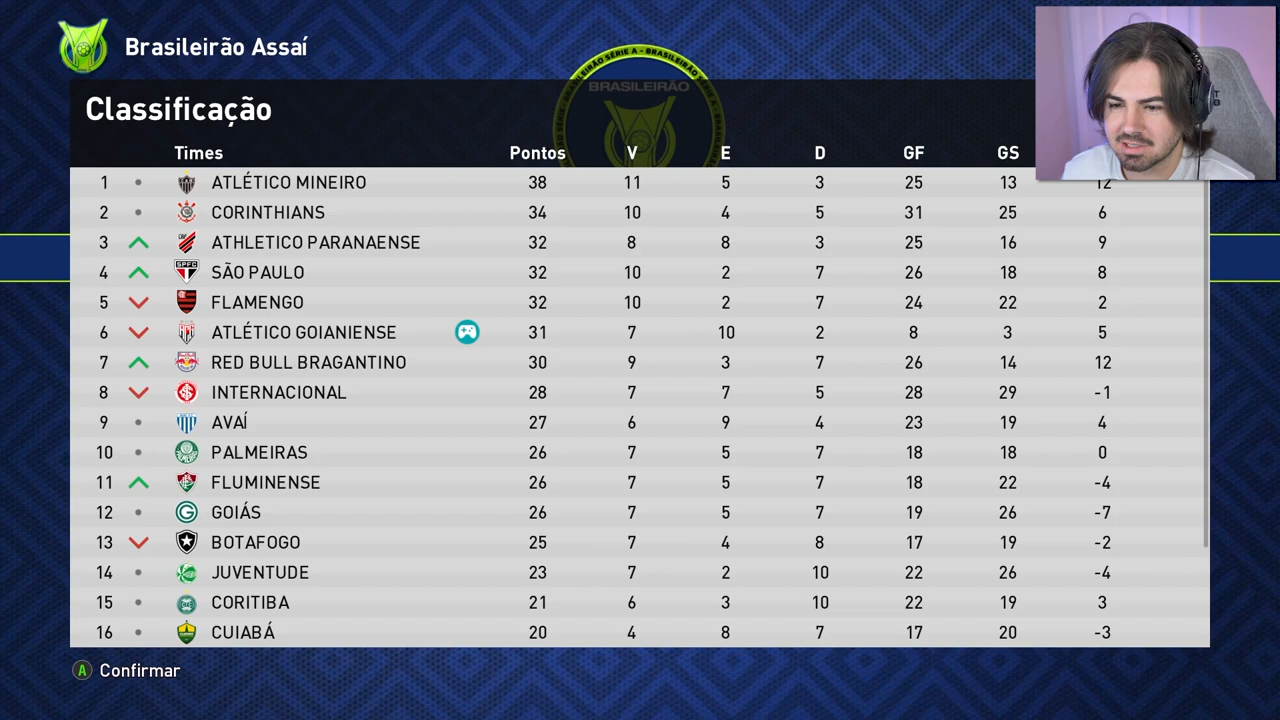 Brasileirão Assaí
BRASILEIRÃO SÉRIE A - BRASILEIRÃO
BRASILEIRÃO
Classificação
Times Pontos V E D GF GS
1 ATLÉTICO MINEIRO 38 11 5 3 25 13 12
2 CORINTHIANS 34 10 4 5 31 25 6
3 ATHLETICO PARANAENSE 32 8 8 3 25 16 9
4 SPFC SÃO PAULO 32 10 2 7 26 18 8
5 FLAMENGO 32 10 2 7 24 22 2
6 ATLÉTICO GOIANIENSE 31 7 10 2 8 3 5
7 RED BULL BRAGANTINO 30 9 3 7 26 14 12
8 INTERNACIONAL 28 7 7 5 28 29 -1
9 AVAÍ 27 6 9 4 23 19 4
10 PALMEIRAS 26 7 5 7 18 18 0
11 FLUMINENSE 26 7 5 7 18 22 -4
12 GOIÁS 26 7 5 7 19 26 -7
13 BOTAFOGO 25 7 4 8 17 19 -2
14 JUVENTUDE 23 7 2 10 22 26 -4
15 CORITIBA 21 6 3 10 22 19 3
16 CUIABÁ 20 4 8 7 17 20 -3
A Confirmar